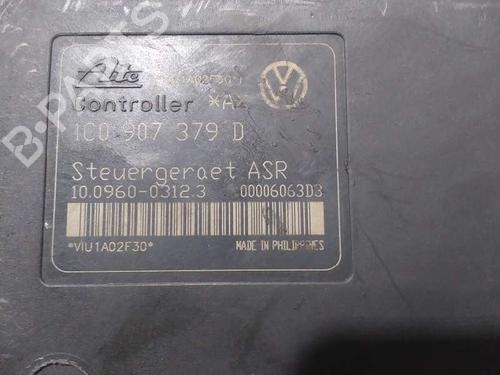 Ate
Controller *A2
1C0 907 379 D
Steuergeraet ASR
10.0960-0312.3 00006063D3
*VIU1A02F30*
MADE IN PHILIPPINES
B-PARTS